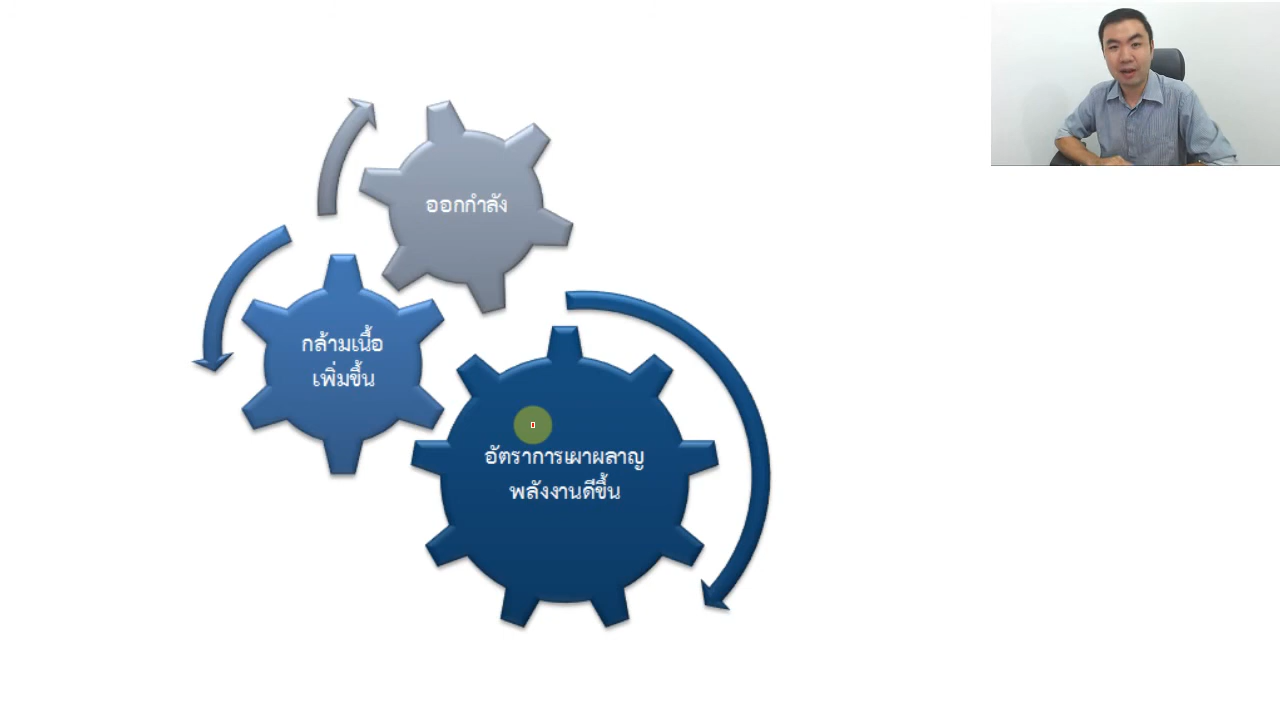 ออกกำลัง
กล้ามเนื้อ
เพิ่มขึ้น
อัตราการเผาผลาญ
พลังงานดีขึ้น